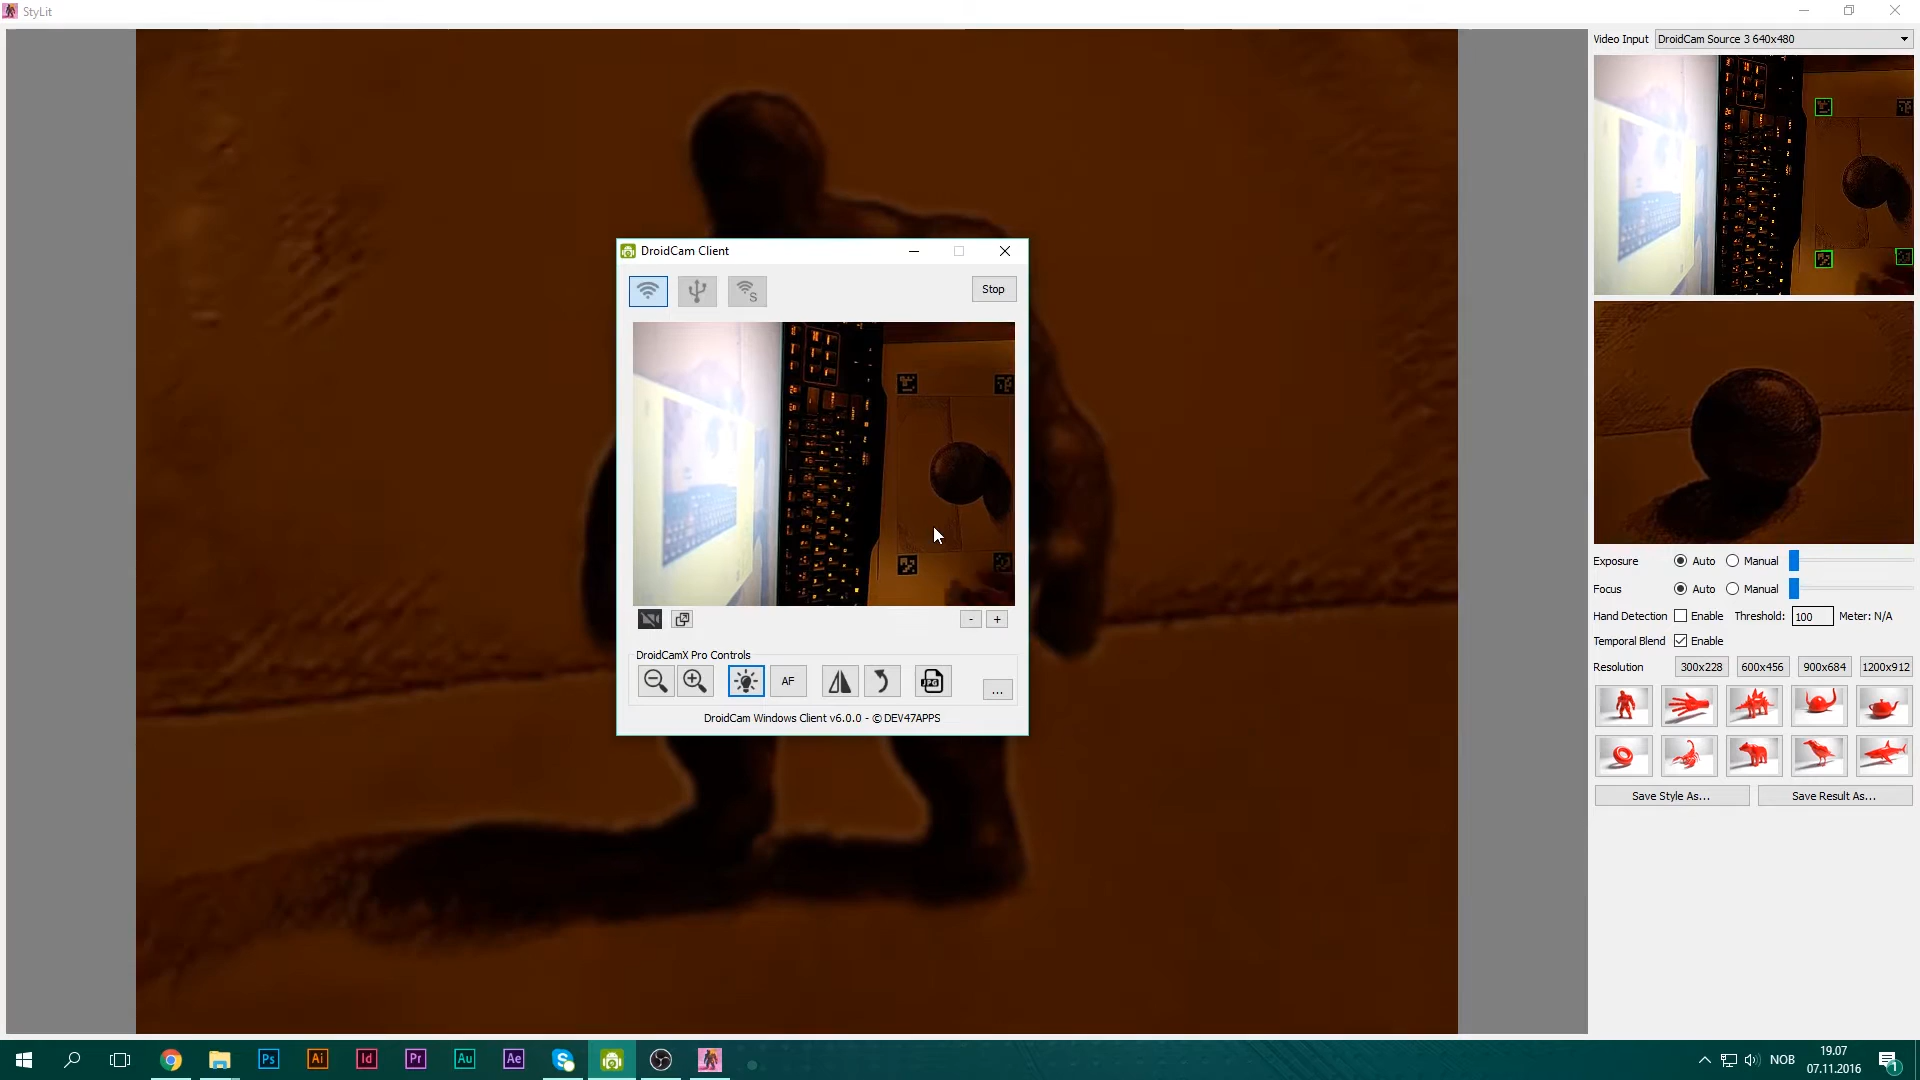 StyLit
Video Input
DroidCam Source 3 640x480
DroidCam Client
Stop
S
DroidCamX Pro Controls
AF
JPG
...
DroidCam Windows Client v6.0.0 - © DEV47APPS
- +
Exposure Auto Manual
Focus Auto Manual
Hand Detection Enable Threshold: 100 Meter: N/A
Temporal Blend Enable
Resolution 300x228 600x456 900x684 1200x912
Save Style As... Save Result As...
Ps Ai Id Pr Au Ae S
NOB
19.07
07.11.2016
1